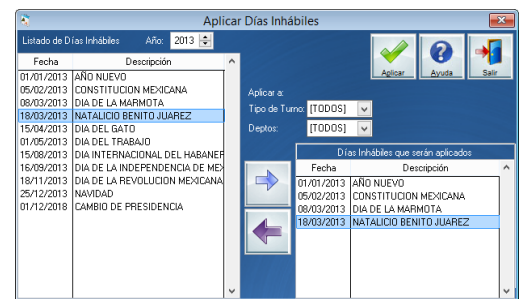 Aplicar Días Inhábiles
Listado de Días Inhábiles Año: 2013
Aplicar Ayuda Salir
Fecha Descripción
01/01/2013 AÑO NUEVO
05/02/2013 CONSTITUCION MEXICANA
08/03/2013 DIA DE LA MARMOTA
18/03/2013 NATALICIO BENITO JUAREZ
15/04/2013 DIA DEL GATO
01/05/2013 DIA DEL TRABAJO
15/08/2013 DIA INTERNACIONAL DEL HABANER
16/09/2013 DIA DE LA INDEPENDENCIA DE MEX
18/11/2013 DIA DE LA REVOLUCION MEXICANA
25/12/2013 NAVIDAD
01/12/2018 CAMBIO DE PRESIDENCIA
Aplicar a:
Tipo de Turno: [TODOS]
Deptos: [TODOS]
Días Inhábiles que serán aplicados
Fecha Descripción
01/01/2013 AÑO NUEVO
05/02/2013 CONSTITUCION MEXICANA
08/03/2013 DIA DE LA MARMOTA
18/03/2013 NATALICIO BENITO JUAREZ